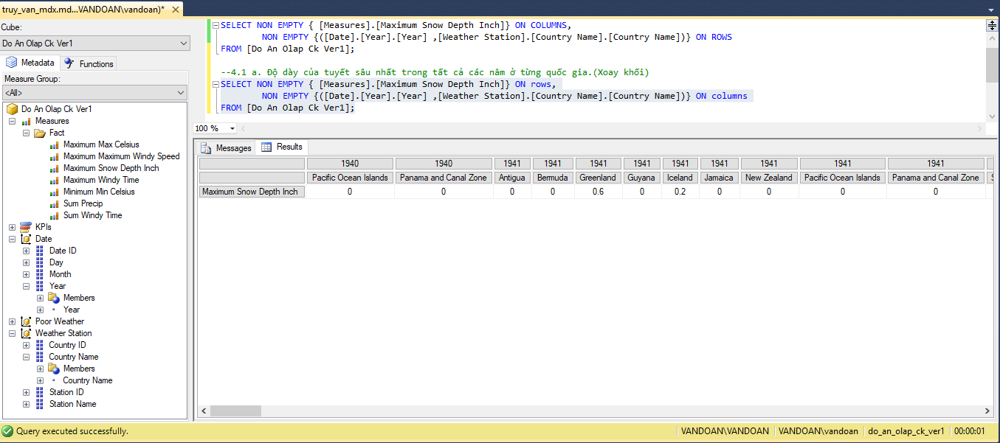 truy_van_mdx.md...VANDOAN\vandoan)*
Cube:
Do An Olap Ck Ver1
Metadata
Functions
Measure Group:
<All>
Do An Olap Ck Ver1
Measures
Fact
Maximum Max Celsius
Maximum Maximum Windy Speed
Maximum Snow Depth Inch
Maximum Windy Time
Minimum Min Celsius
Sum Precip
Sum Windy Time
KPIs
Date
Date ID
Day
Month
Year
Members
Year
Poor Weather
Weather Station
Country ID
Country Name
Members
Country Name
Station ID
Station Name
SELECT NON EMPTY { [Measures].[Maximum Snow Depth Inch]} ON COLUMNS,
NON EMPTY {([Date].[Year].[Year] ,[Weather Station].[Country Name].[Country Name])} ON ROWS
FROM [Do An Olap Ck Ver1];
--4.1 a. Độ dày của tuyết sâu nhất trong tất cả các năm ở từng quốc gia.(Xoay khối)
SELECT NON EMPTY { [Measures].[Maximum Snow Depth Inch]} ON rows,
NON EMPTY {([Date].[Year].[Year] ,[Weather Station].[Country Name].[Country Name])} ON columns
FROM [Do An Olap Ck Ver1];
100 %
Messages
Results
1940 1940 1941 1941 1941 1941 1941 1941 1941 1941 1941
Pacific Ocean Islands Panama and Canal Zone Antigua Bermuda Greenland Guyana Iceland Jamaica New Zealand Pacific Ocean Islands Panama and Canal Zone
Maximum Snow Depth Inch 0 0 0 0 0.6 0 0.2 0 0 0 0
Query executed successfully.
VANDOAN\VANDOAN
VANDOAN\vandoan
do_an_olap_ck_ver1
00:00:01